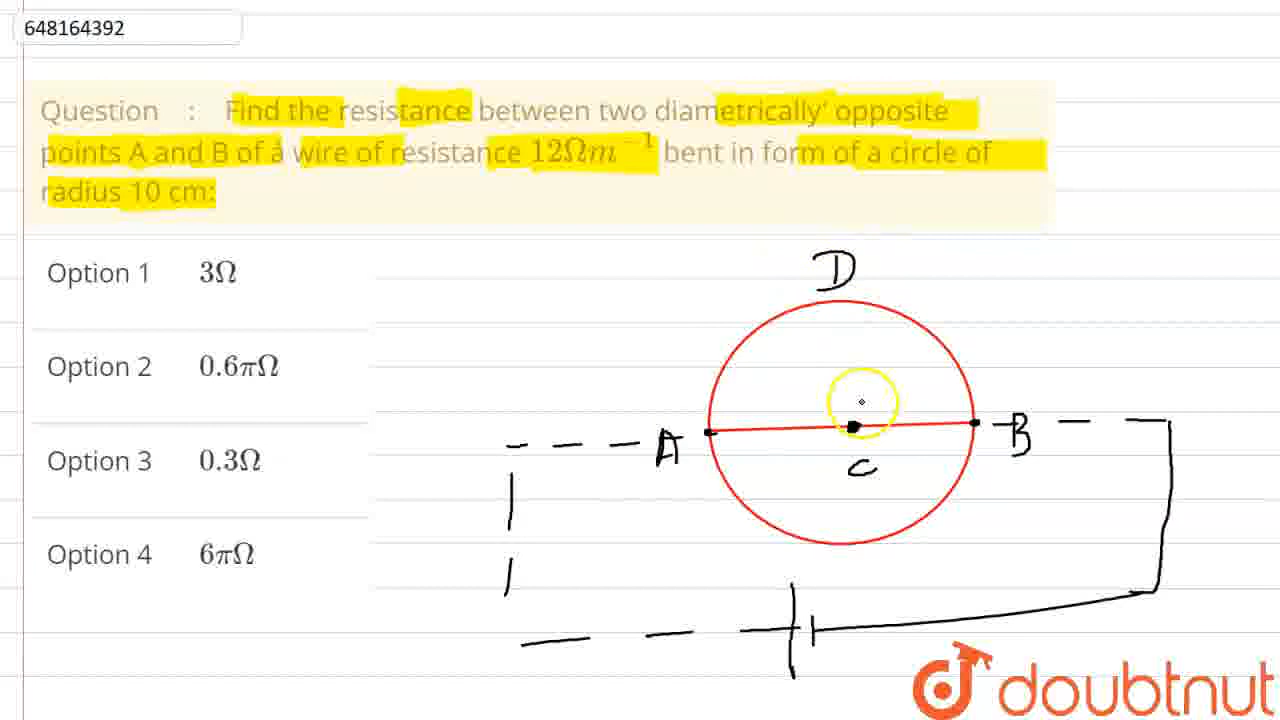 648164392
Question : Find the resistance between two diametrically' opposite
points A and B of a wire of resistance 12Ωm⁻¹ bent in form of a circle of
radius 10 cm:
Option 1 3Ω
Option 2 0.6πΩ
Option 3 0.3Ω
Option 4 6πΩ
D
A
B
C
doubtnut